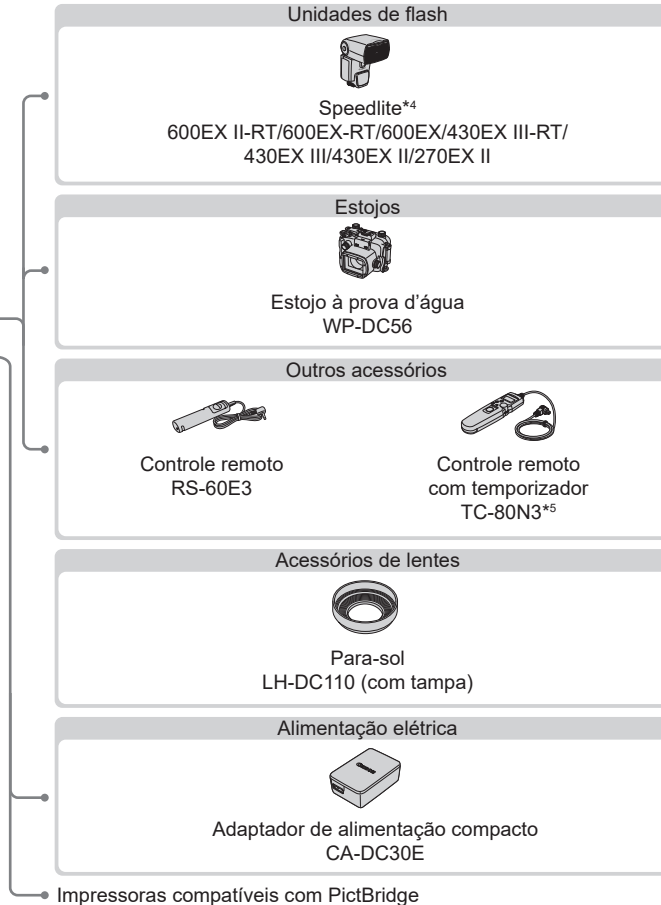 Unidades de flash
Speedlite*4
600EX II-RT/600EX-RT/600EX/430EX III-RT/
430EX III/430EX II/270EX II
Estojos
Estojo à prova d’água
WP-DC56
Outros acessórios
Controle remoto
RS-60E3
Controle remoto
com temporizador
TC-80N3*5
Acessórios de lentes
Para-sol
LH-DC110 (com tampa)
Alimentação elétrica
Canon
Adaptador de alimentação compacto
CA-DC30E
Impressoras compatíveis com PictBridge